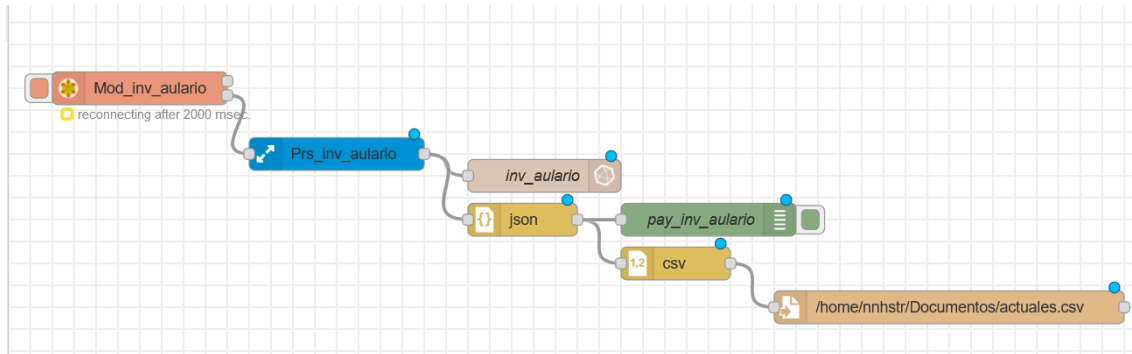 Mod_inv_aulario
reconnecting after 2000 msec.
Prs_inv_aulario
inv_aulario
{} json
pay_inv_aulario
1,2 csv
/home/nnhstr/Documentos/actuales.csv